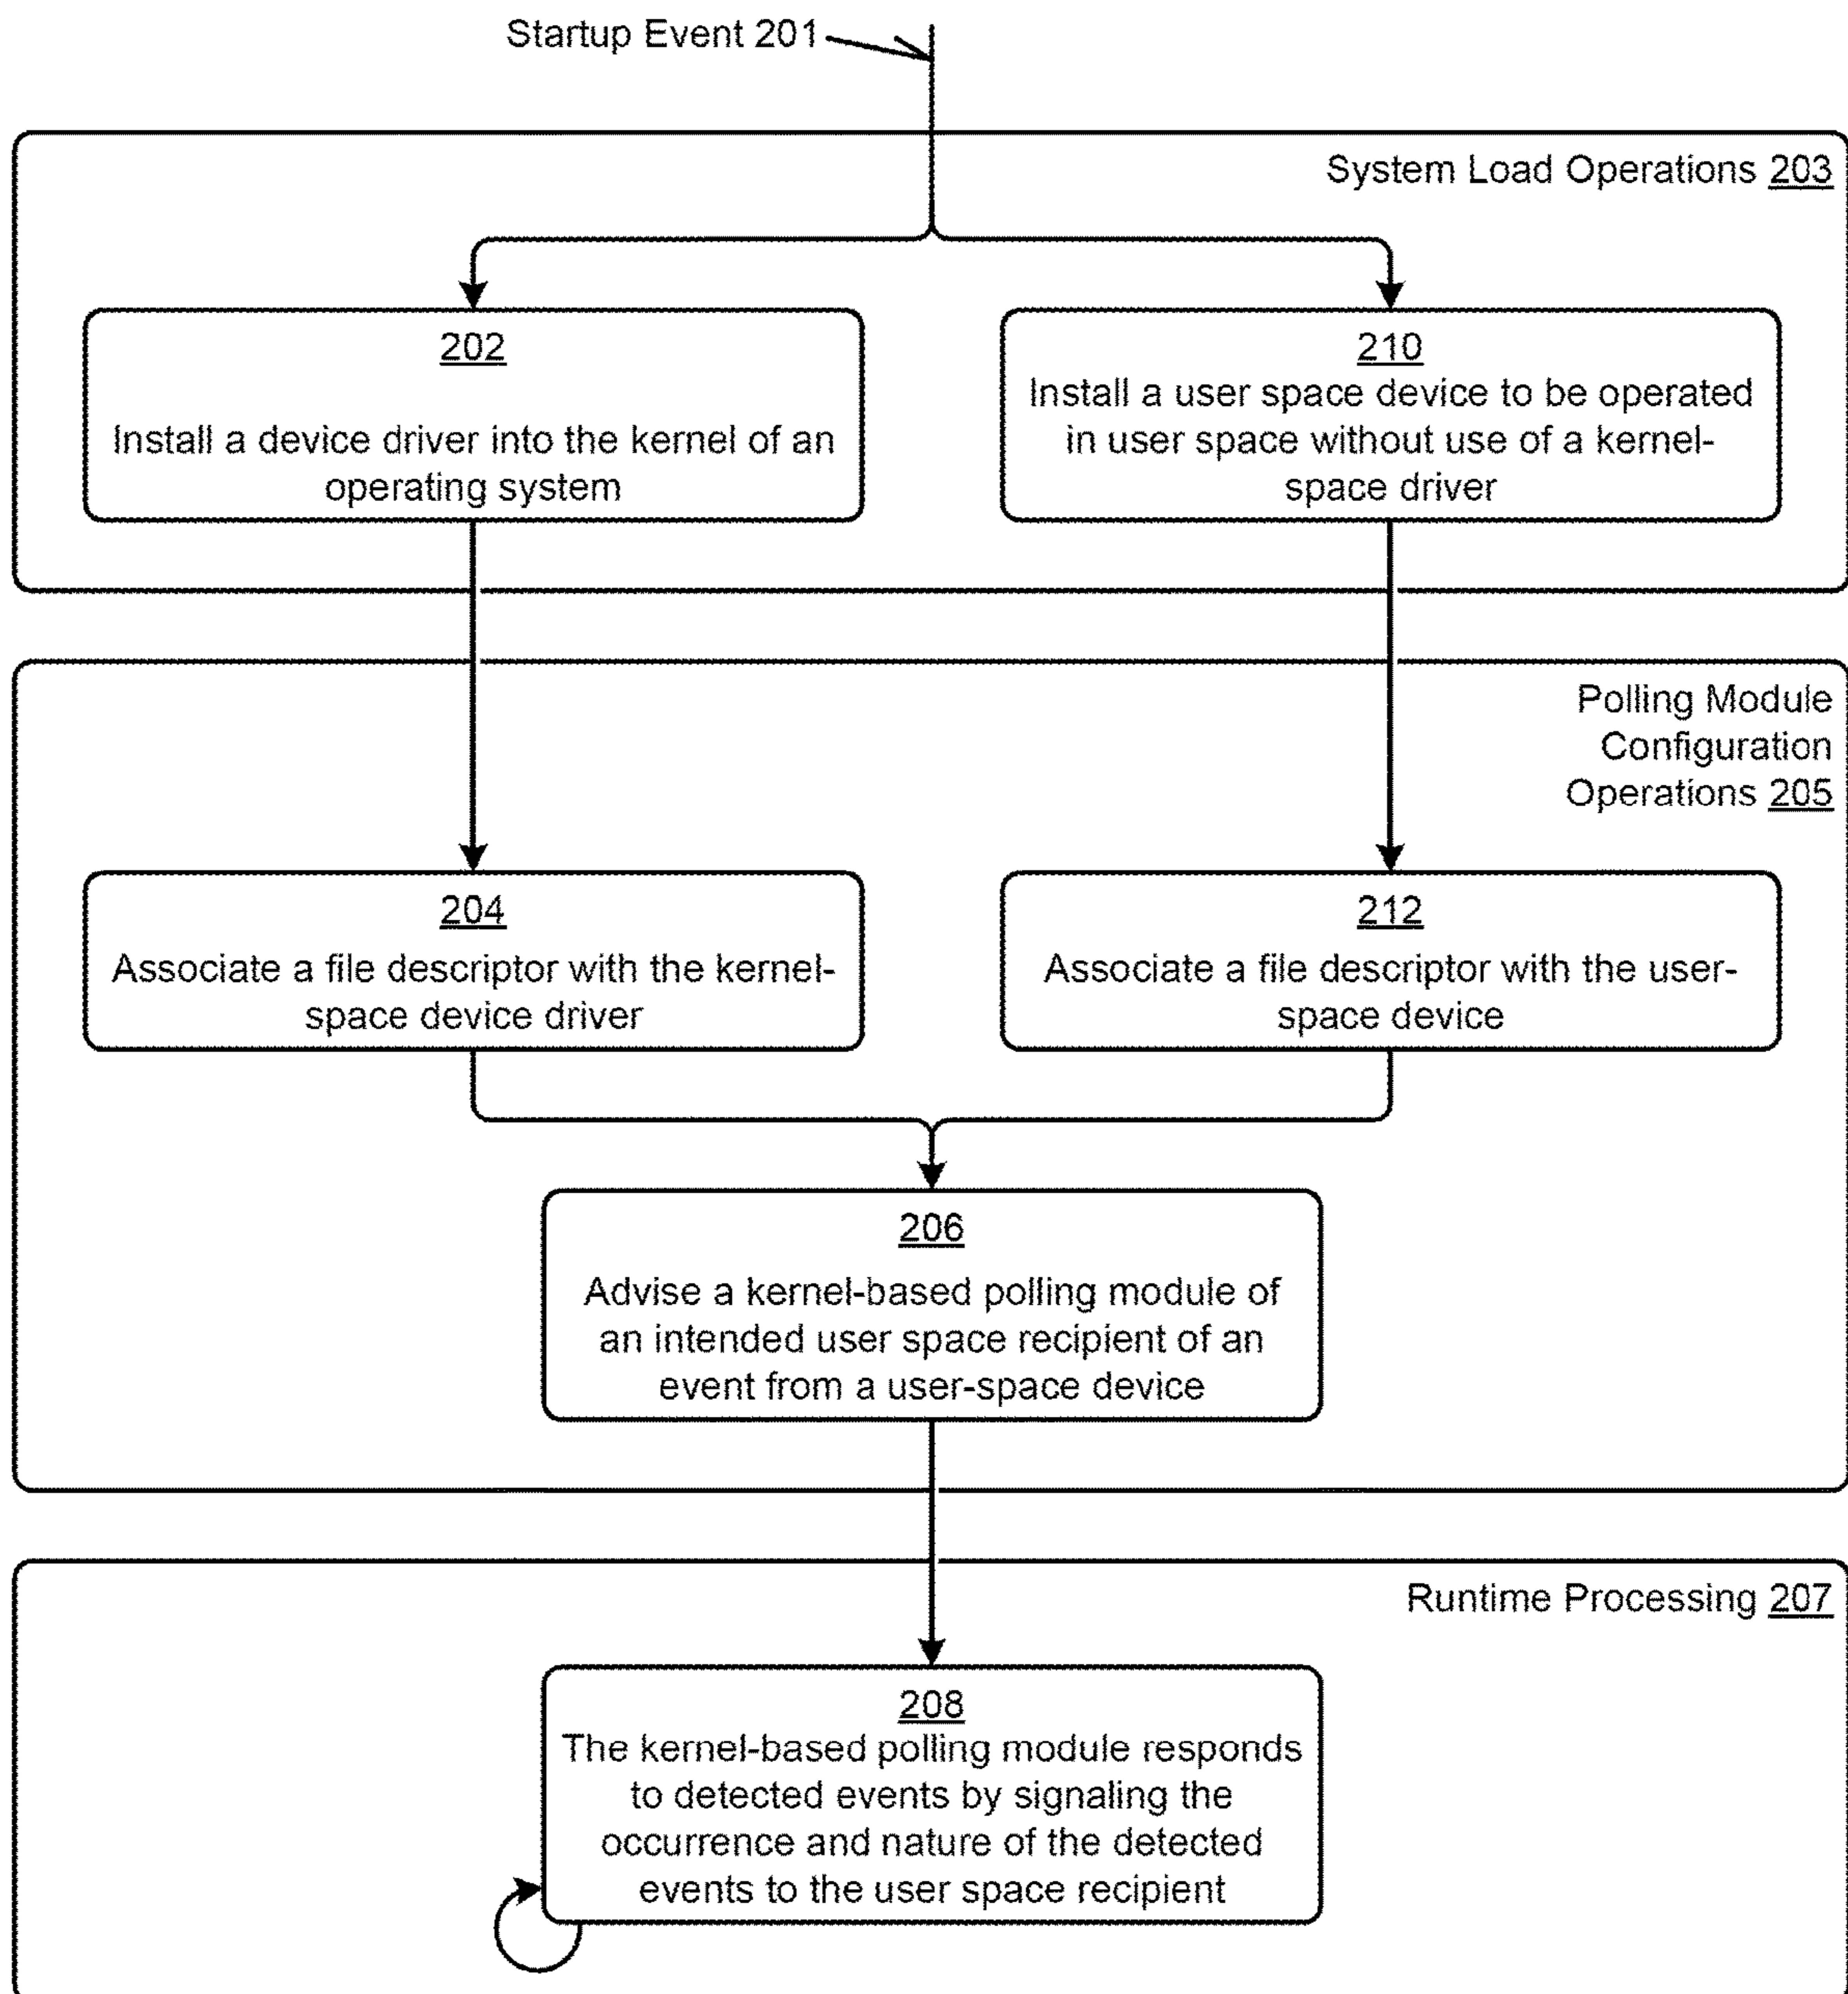 Startup Event 201
System Load Operations 203
202
Install a device driver into the kernel of an
operating system
210
Install a user space device to be operated
in user space without use of a kernel-
space driver
Polling Module
Configuration
Operations 205
204
Associate a file descriptor with the kernel-
space device driver
212
Associate a file descriptor with the user-
space device
206
Advise a kernel-based polling module of
an intended user space recipient of an
event from a user-space device
Runtime Processing 207
208
The kernel-based polling module responds
to detected events by signaling the
occurrence and nature of the detected
events to the user space recipient